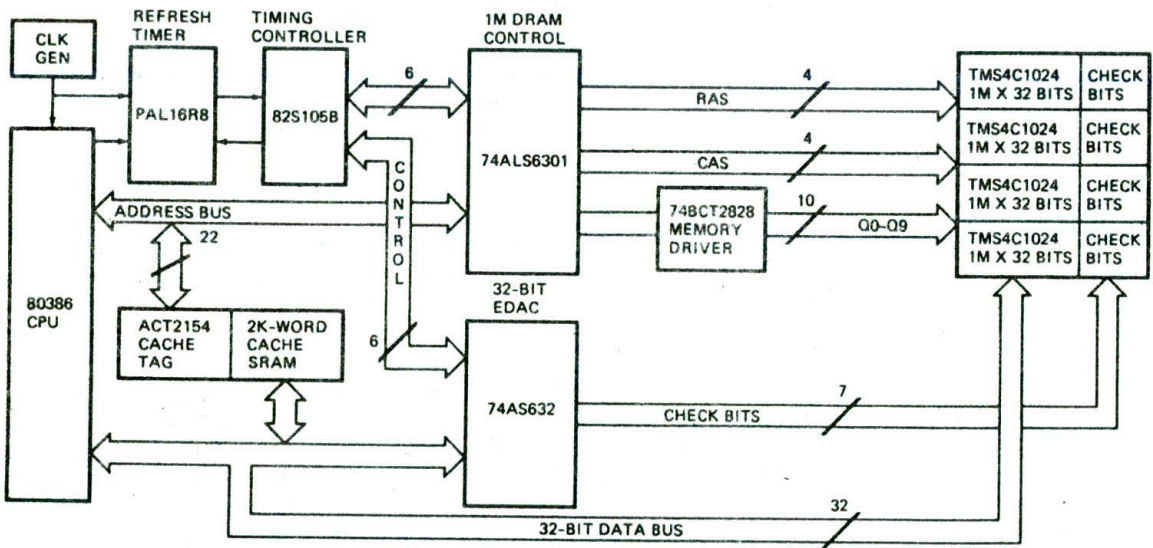 CLK
GEN
REFRESH
TIMER
PAL16R8
TIMING
CONTROLLER
82S105B
6
1M DRAM
CONTROL
74ALS6301
4
RAS
4
CAS
74BCT2828
MEMORY
DRIVER
10
Q0-Q9
TMS4C1024
1M X 32 BITS
CHECK
BITS
TMS4C1024
1M X 32 BITS
CHECK
BITS
TMS4C1024
1M X 32 BITS
CHECK
BITS
TMS4C1024
1M X 32 BITS
CHECK
BITS
CONTROL
ADDRESS BUS
22
80386
CPU
ACT2154
CACHE
TAG
2K-WORD
CACHE
SRAM
6
32-BIT
EDAC
74AS632
7
CHECK BITS
32
32-BIT DATA BUS